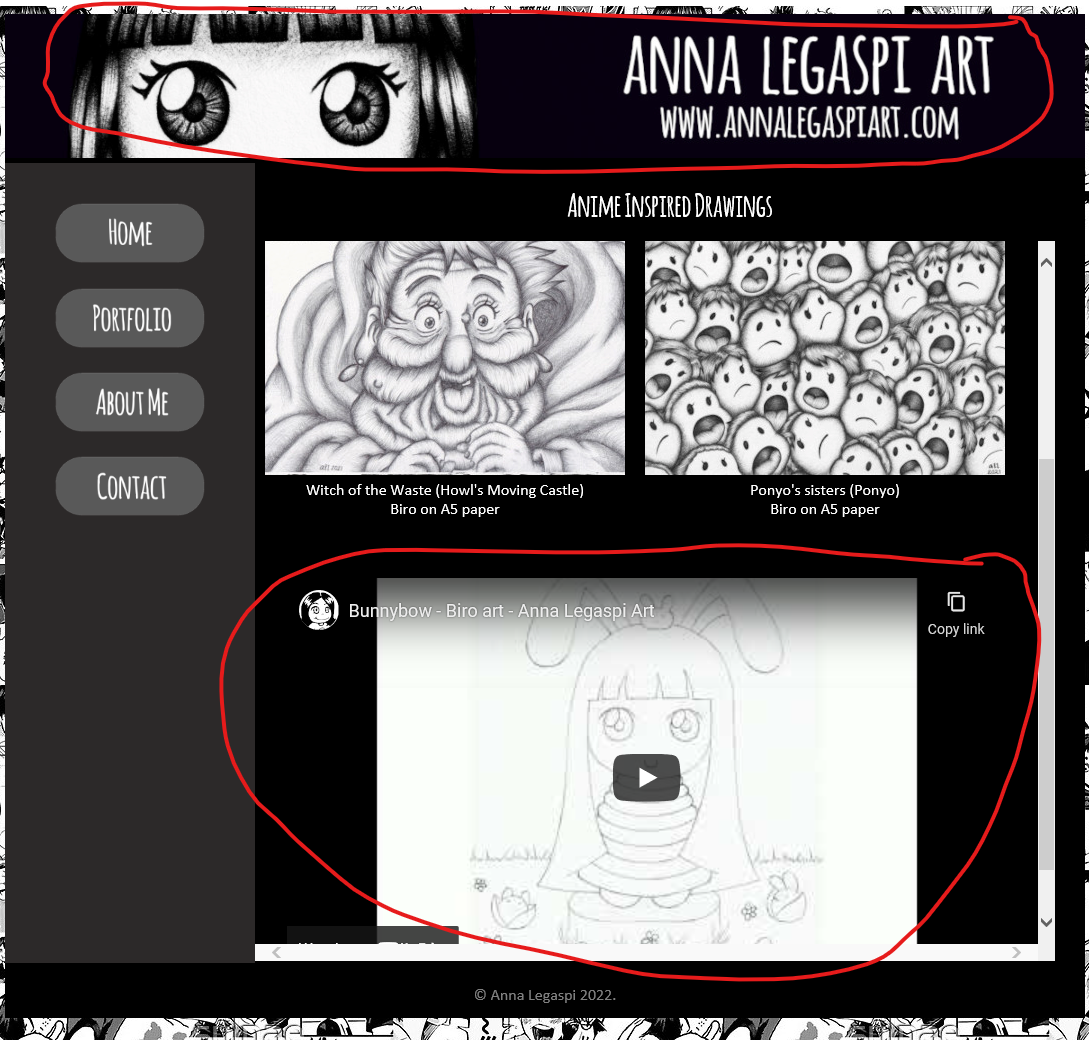 ANNA LEGASPI ART
WWW.ANNALEGASPIART.COM
HOME
PORTFOLIO
ABOUT ME
CONTACT
ANIME INSPIRED DRAWINGS
Witch of the Waste (Howl's Moving Castle)
Biro on A5 paper
Ponyo's sisters (Ponyo)
Biro on A5 paper
Bunnybow - Biro art - Anna Legaspi Art
Copy link
© Anna Legaspi 2022.